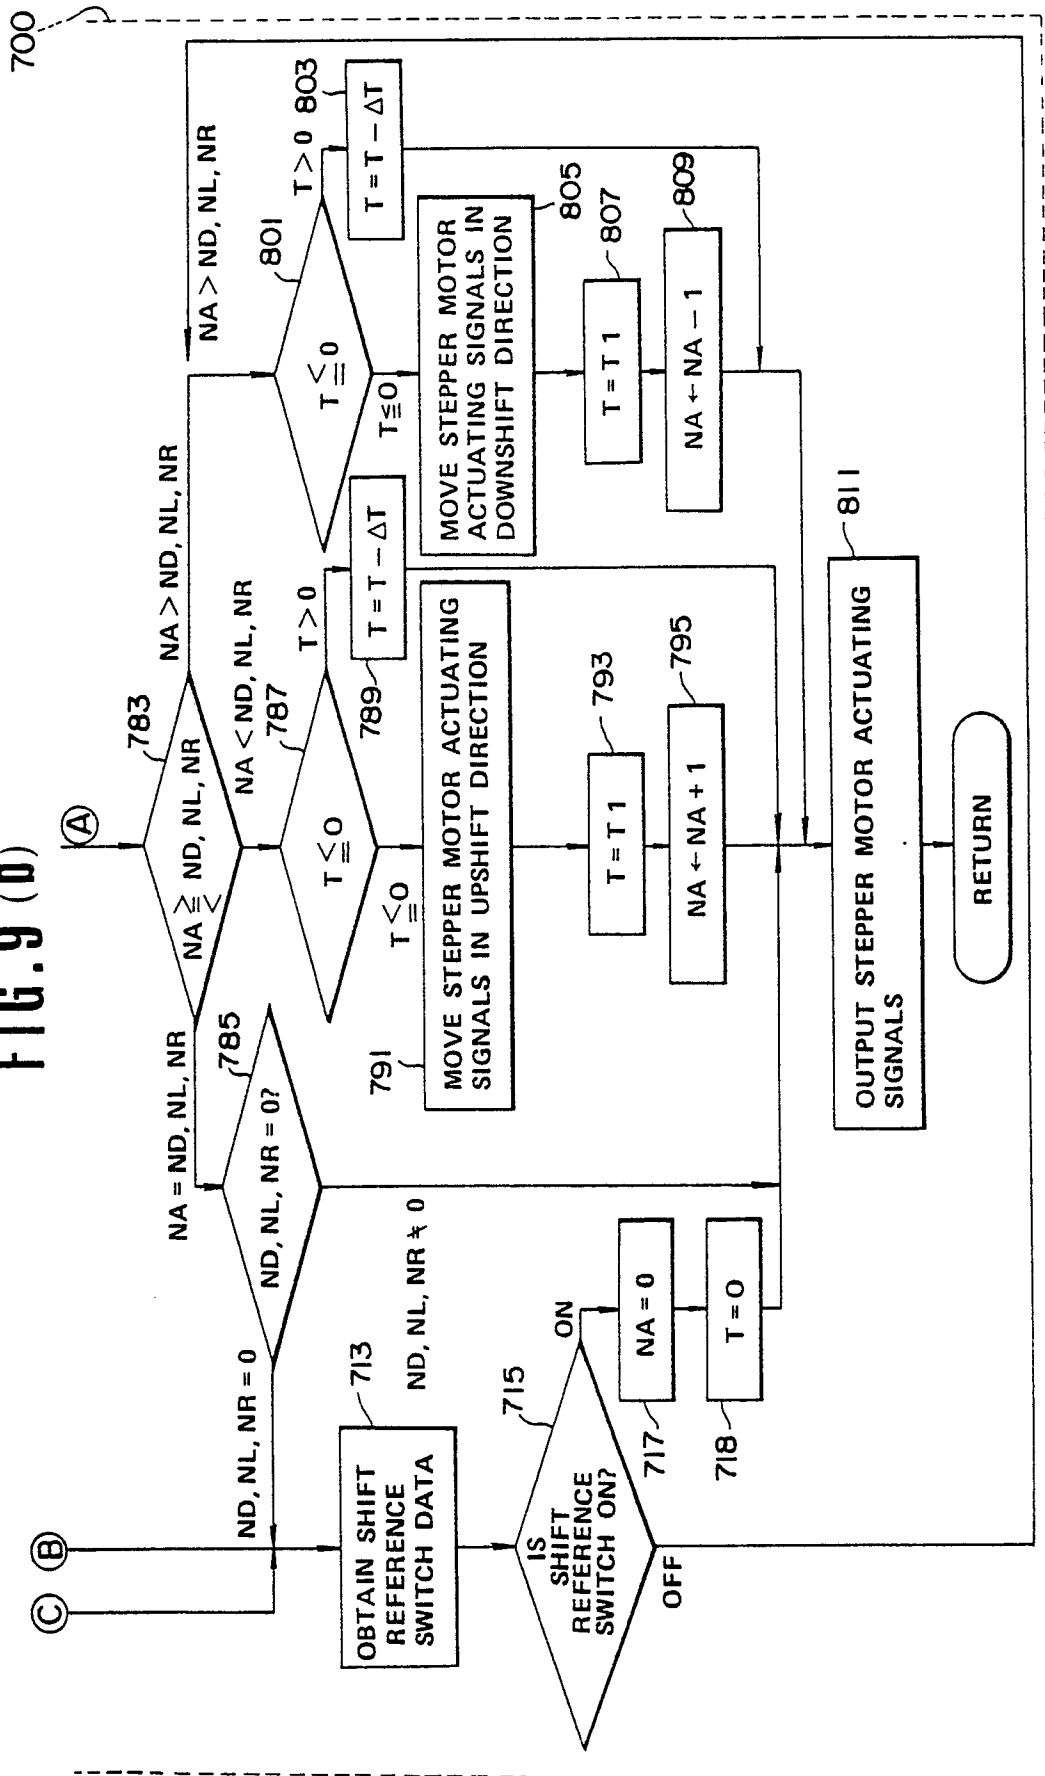 FIG.9 (b)
700
A
783
NA ≧< ND, NL, NR
NA = ND, NL, NR
NA > ND, NL, NR
NA > ND, NL, NR
NA < ND, NL, NR
785
ND, NL, NR = 0?
ND, NL, NR = 0
ND, NL, NR ≠ 0
787
T ≦ 0
T > 0
T = T − ΔT
789
T ≦ 0
791
MOVE STEPPER MOTOR ACTUATING
SIGNALS IN UPSHIFT DIRECTION
T = T 1
793
NA ← NA + 1
795
801
T ≦ 0
T > 0
803
T = T − ΔT
T ≦ 0
MOVE STEPPER MOTOR
ACTUATING SIGNALS IN
DOWNSHIFT DIRECTION
805
T = T 1
807
NA ← NA − 1
809
C
B
713
OBTAIN SHIFT
REFERENCE
SWITCH DATA
715
IS
SHIFT
REFERENCE
SWITCH ON?
ON
OFF
NA = 0
717
T = 0
718
811
OUTPUT STEPPER MOTOR ACTUATING
SIGNALS
RETURN